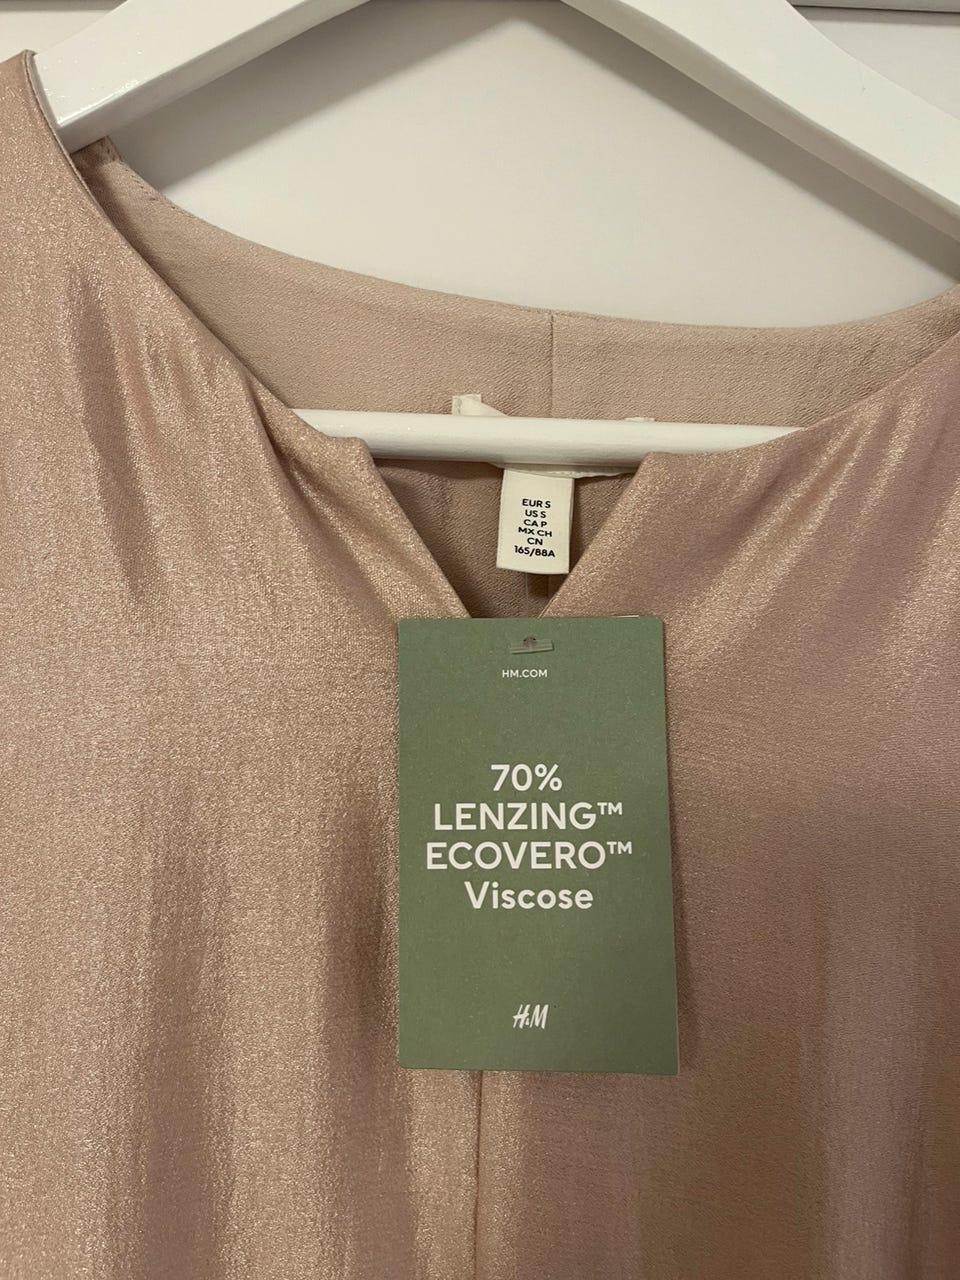 EUR S
US S
CA P
MX CH
CN
165/88A
HM.COM
70%
LENZING™
ECOVERO™
Viscose
H&M